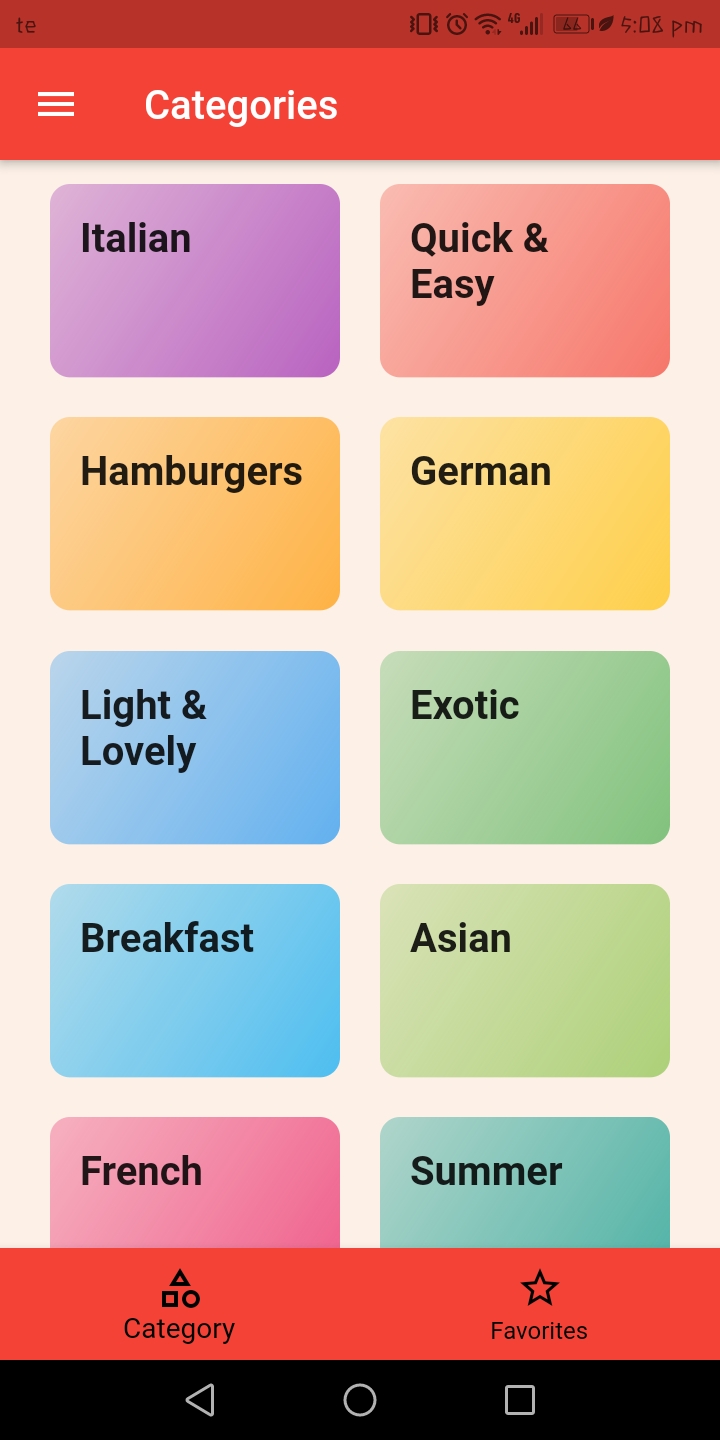 te
4G
5:08 pm
Categories
Italian
Quick &
Easy
Hamburgers
German
Light &
Lovely
Exotic
Breakfast
Asian
French
Summer
Category
Favorites